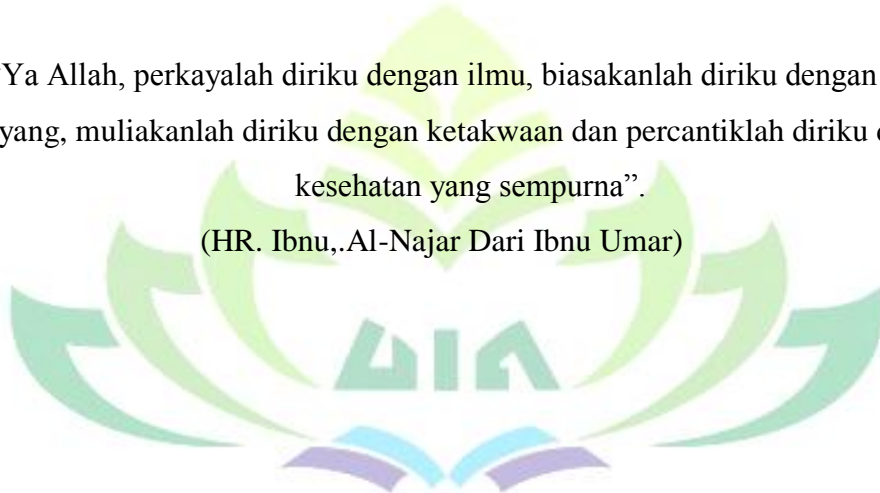 Ya Allah, perkayalah diriku dengan ilmu, biasakanlah diriku dengan
yang, muliakanlah diriku dengan ketakwaan dan percantiklah diriku
kesehatan yang sempurna”.
(HR. Ibnu,.Al-Najar Dari Ibnu Umar)
UIN